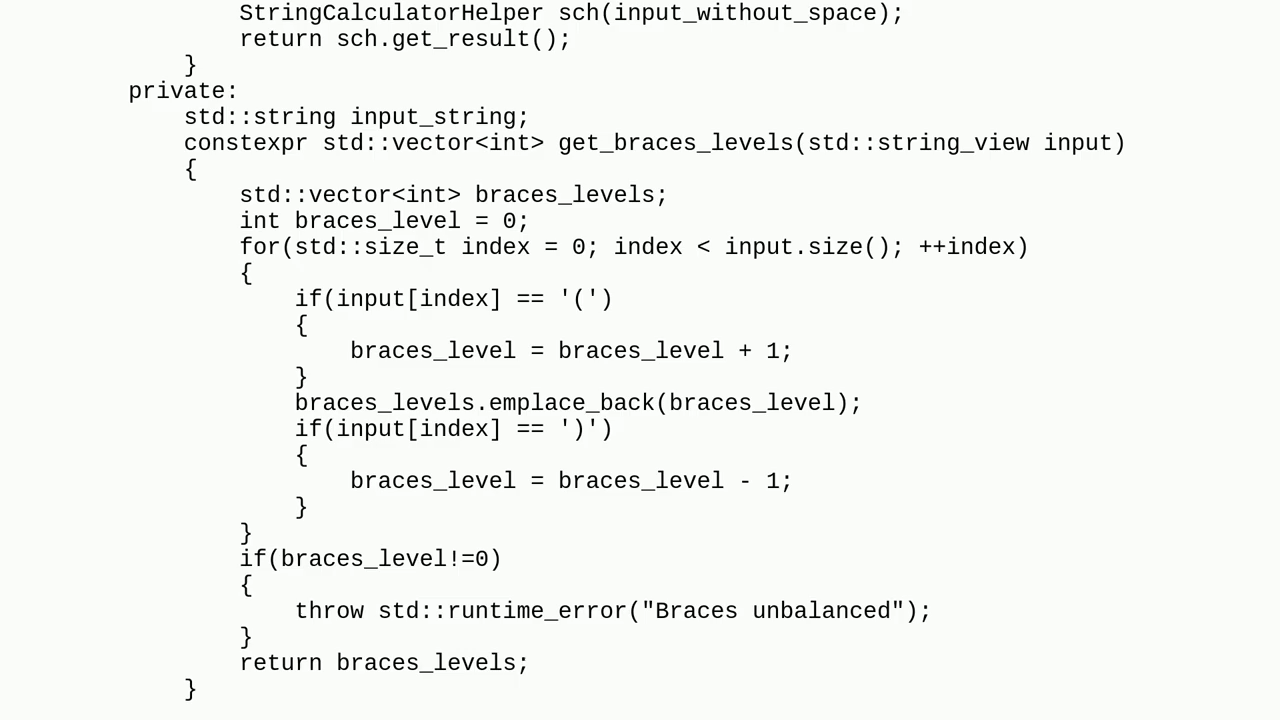 StringCalculatorHelper sch(input_without_space);
return sch.get_result();
}
private:
std::string input_string;
constexpr std::vector<int> get_braces_levels(std::string_view input)
{
std::vector<int> braces_levels;
int braces_level = 0;
for(std::size_t index = 0; index < input.size(); ++index)
{
if(input[index] == '(')
{
braces_level = braces_level + 1;
}
braces_levels.emplace_back(braces_level);
if(input[index] == ')')
{
braces_level = braces_level - 1;
}
}
if(braces_level!=0)
{
throw std::runtime_error("Braces unbalanced");
}
return braces_levels;
}